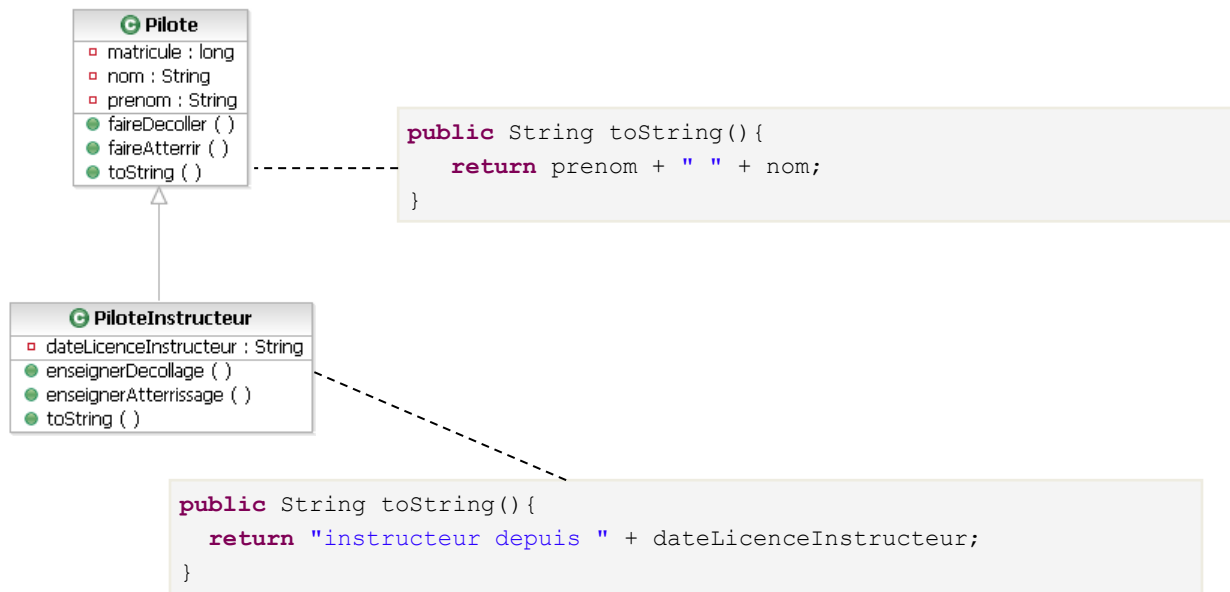 Pilote
matricule : long
nom : String
prenom : String
faireDecoller ( )
faireAtterrir ( )
toString ( )
public String toString(){
return prenom + " " + nom;
}
PiloteInstructeur
dateLicenceInstructeur : String
enseignerDecollage ( )
enseignerAtterrissage ( )
toString ( )
public String toString(){
return "instructeur depuis " + dateLicenceInstructeur;
}